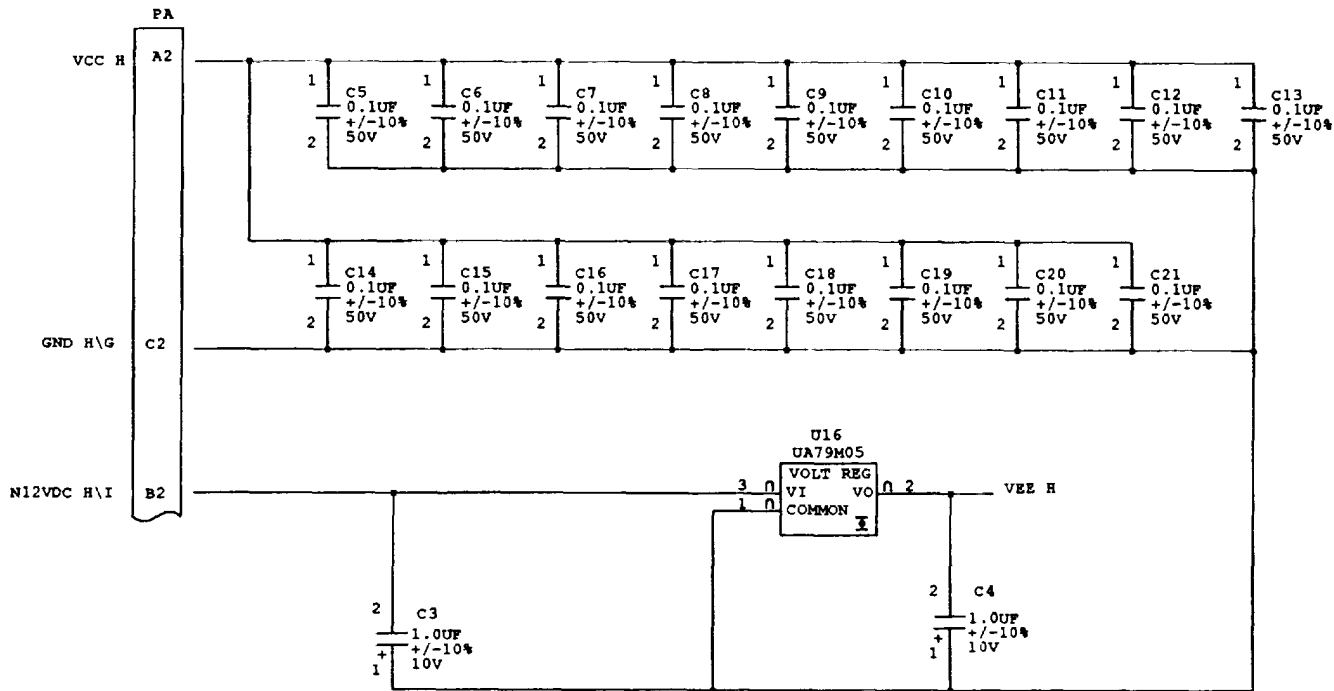 PA
VCC H
A2
1
C5
0.1UF
+/-10%
50V
2
1
C6
0.1UF
+/-10%
50V
2
1
C7
0.1UF
+/-10%
50V
2
1
C8
0.1UF
+/-10%
50V
2
1
C9
0.1UF
+/-10%
50V
2
1
C10
0.1UF
+/-10%
50V
2
1
C11
0.1UF
+/-10%
50V
2
1
C12
0.1UF
+/-10%
50V
2
1
C13
0.1UF
+/-10%
50V
2
1
C14
0.1UF
+/-10%
50V
2
1
C15
0.1UF
+/-10%
50V
2
1
C16
0.1UF
+/-10%
50V
2
1
C17
0.1UF
+/-10%
50V
2
1
C18
0.1UF
+/-10%
50V
2
1
C19
0.1UF
+/-10%
50V
2
1
C20
0.1UF
+/-10%
50V
2
1
C21
0.1UF
+/-10%
50V
2
GND H\G
C2
U16
UA79M05
VOLT REG
N12VDC H\I
B2
3
VI
VO
2
VEE H
1
COMMON
2
C3
1.0UF
+/-10%
10V
+
1
2
C4
1.0UF
+/-10%
10V
+
1